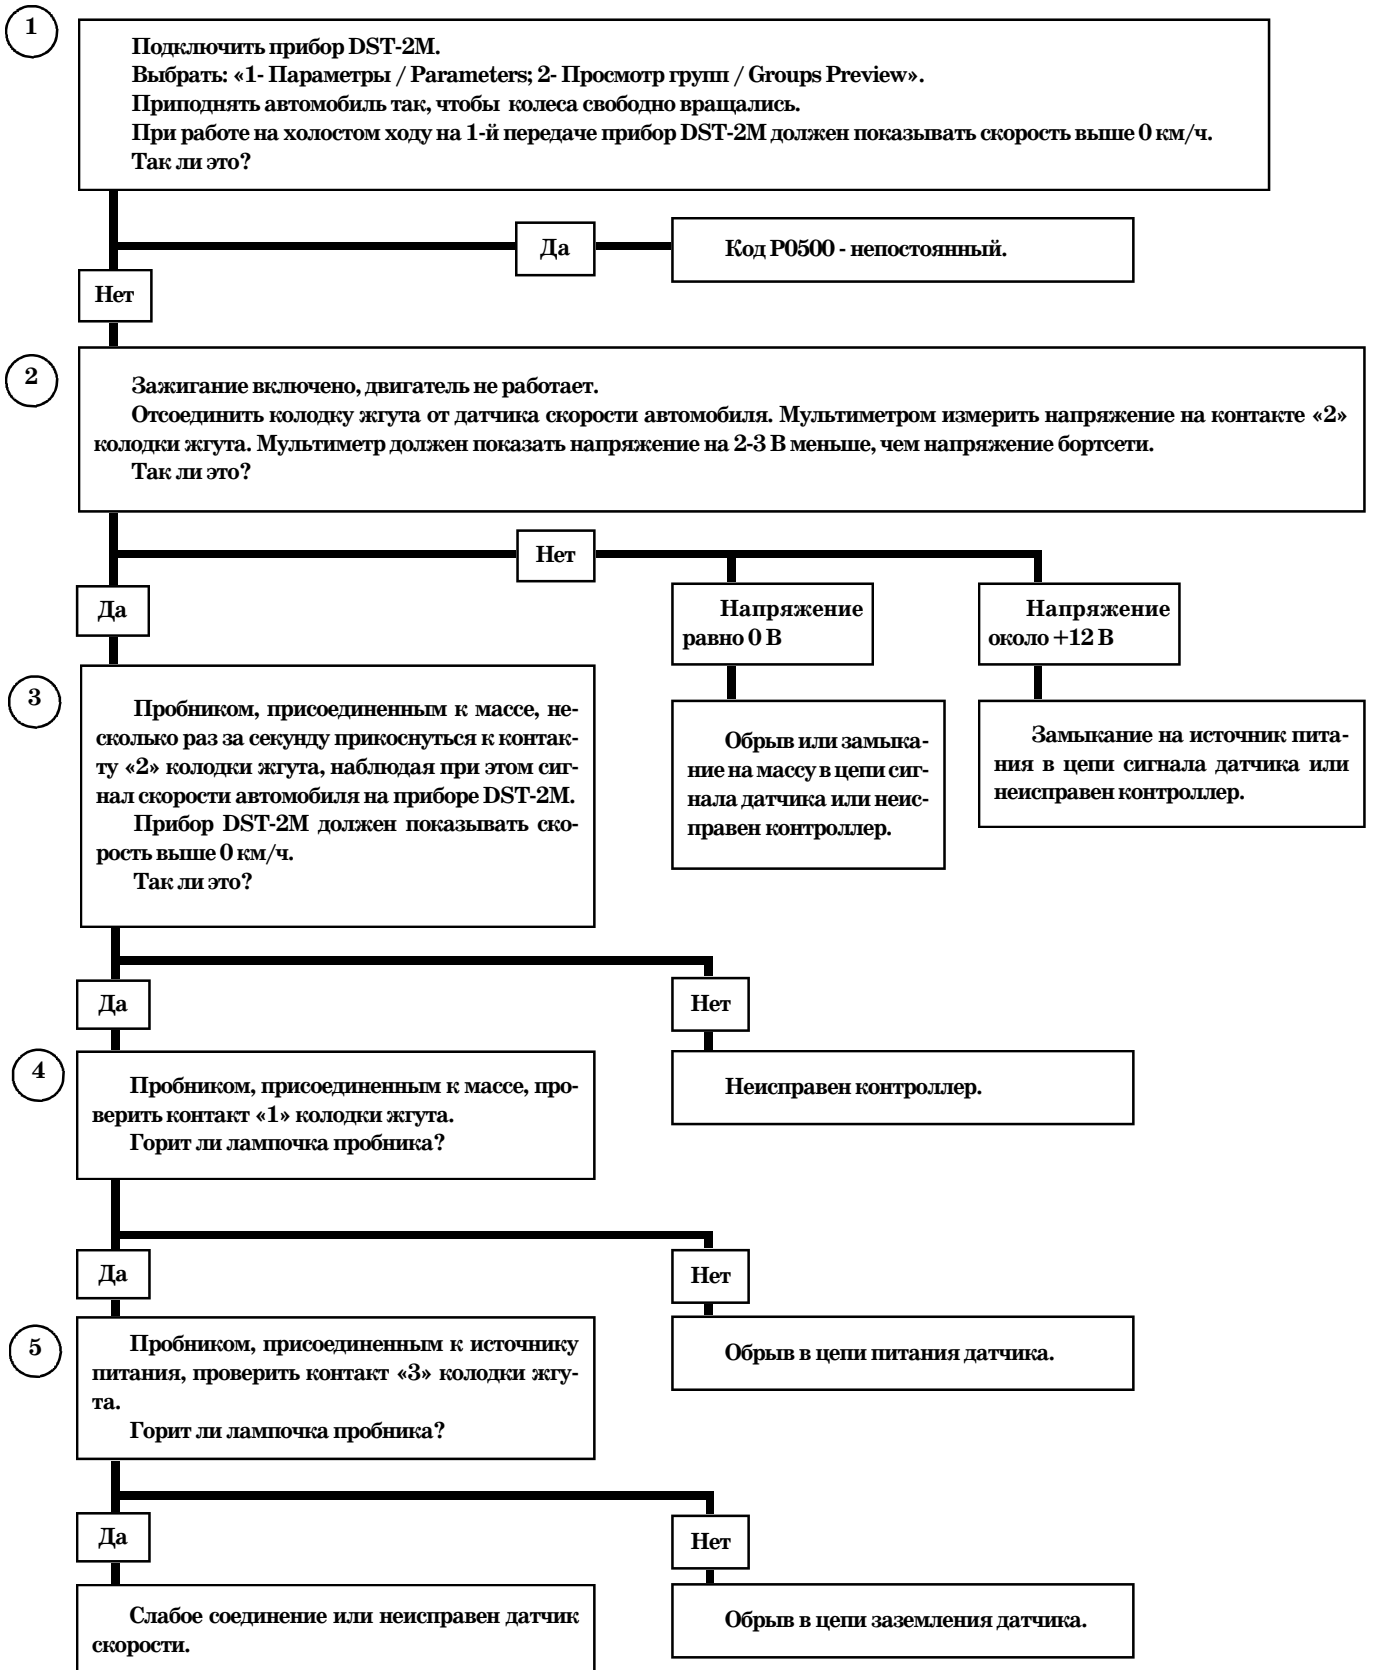 1
Подключить прибор DST-2M.
Выбрать: «1- Параметры / Parameters; 2- Просмотр групп / Groups Preview».
Приподнять автомобиль так, чтобы колеса свободно вращались.
При работе на холостом ходу на 1-й передаче прибор DST-2M должен показывать скорость выше 0 км/ч.
Так ли это?
Да
Код P0500 - непостоянный.
Нет
2
Зажигание включено, двигатель не работает.
Отсоединить колодку жгута от датчика скорости автомобиля. Мультиметром измерить напряжение на контакте «2»
колодки жгута. Мультиметр должен показать напряжение на 2-3 В меньше, чем напряжение бортсети.
Так ли это?
Нет
Да
Напряжение
равно 0 В
Напряжение
около +12 В
3
Пробником, присоединенным к массе, не-
сколько раз за секунду прикоснуться к контак-
ту «2» колодки жгута, наблюдая при этом сиг-
нал скорости автомобиля на приборе DST-2M.
Прибор DST-2M должен показывать ско-
рость выше 0 км/ч.
Так ли это?
Обрыв или замыка-
ние на массу в цепи сиг-
нала датчика или неис-
правен контроллер.
Замыкание на источник пита-
ния в цепи сигнала датчика или
неисправен контроллер.
Да
Нет
4
Пробником, присоединенным к массе, про-
верить контакт «1» колодки жгута.
Горит ли лампочка пробника?
Неисправен контроллер.
Да
Нет
5
Пробником, присоединенным к источнику
питания, проверить контакт «3» колодки жгу-
та.
Горит ли лампочка пробника?
Обрыв в цепи питания датчика.
Да
Нет
Слабое соединение или неисправен датчик
скорости.
Обрыв в цепи заземления датчика.